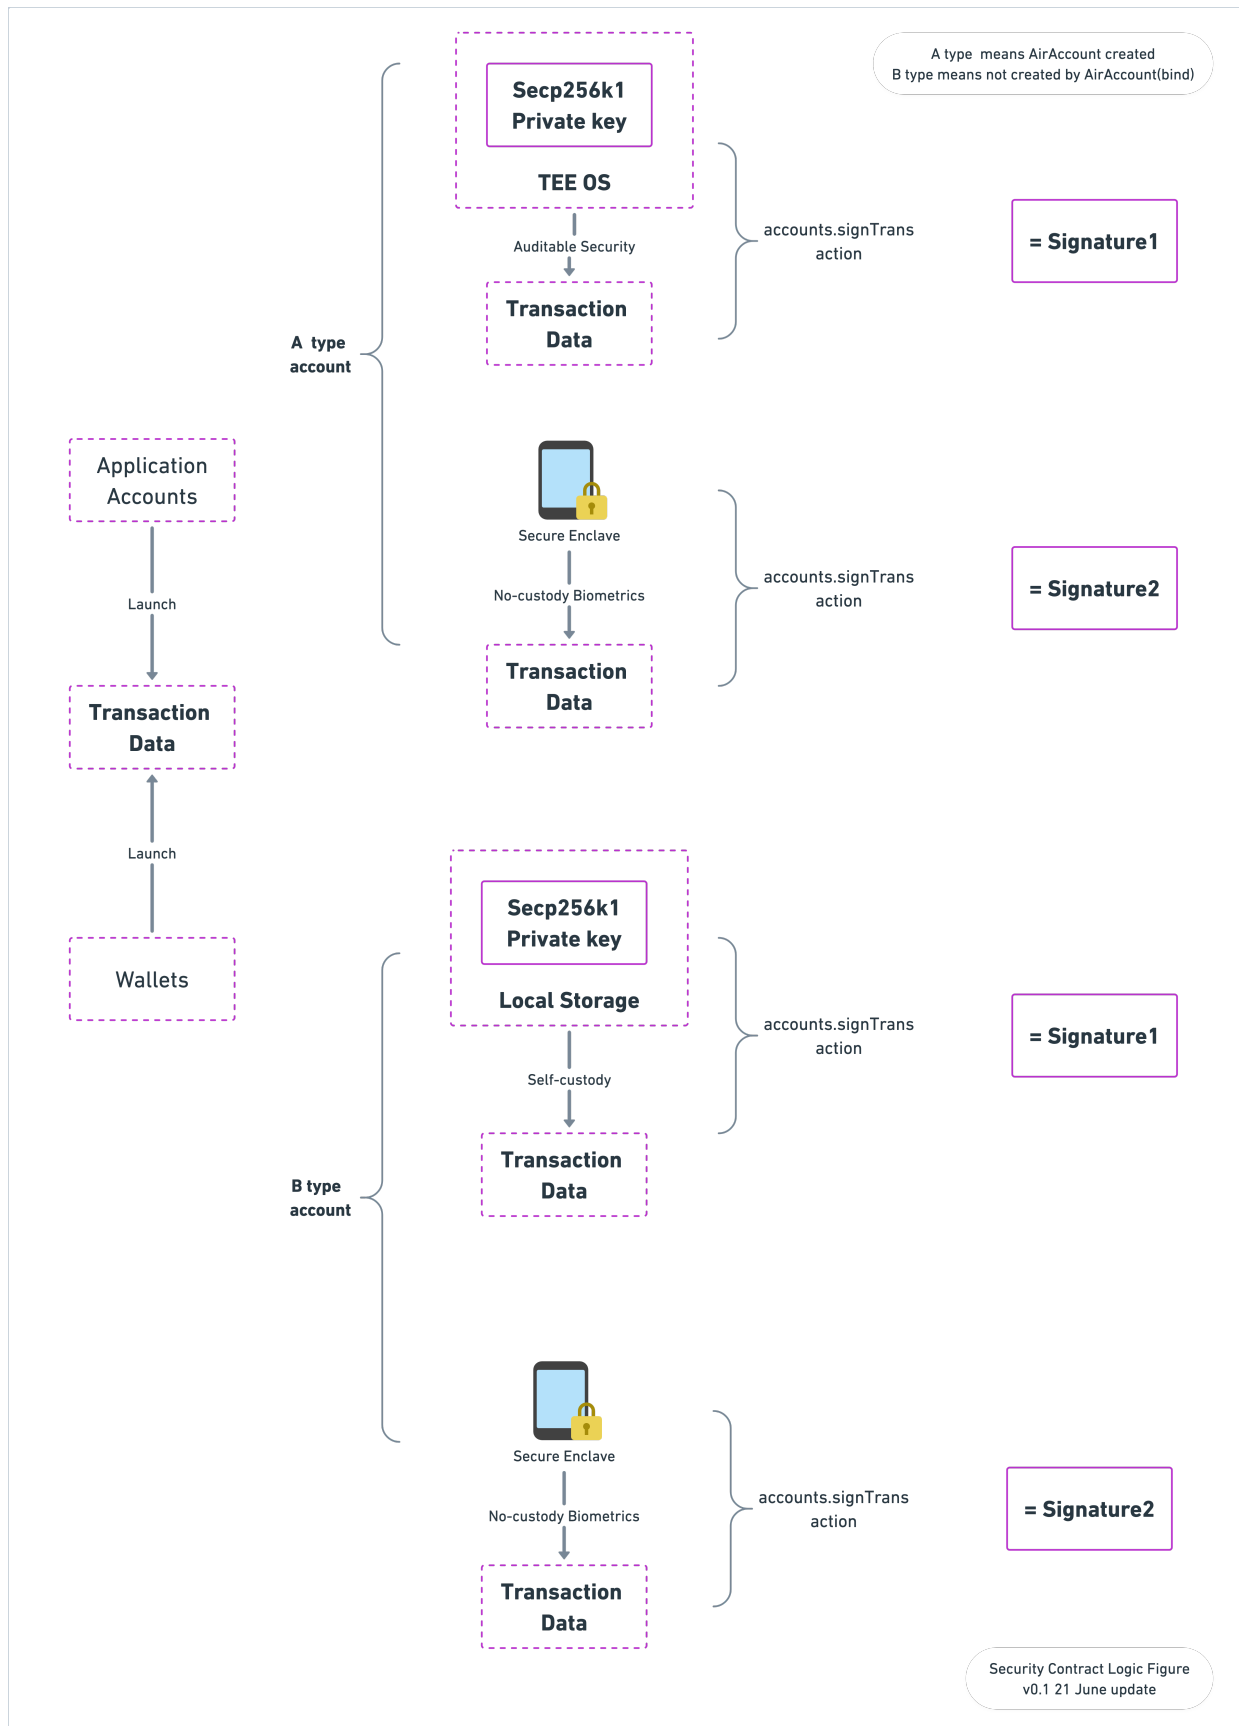 A type  means AirAccount created
B type means not created by AirAccount(bind)
Secp256k1
Private key
TEE OS
Auditable Security
Transaction
Data
accounts.signTrans
action
= Signature1
A  type
account
Secure Enclave
No-custody Biometrics
Transaction
Data
accounts.signTrans
action
= Signature2
Application
Accounts
Launch
Transaction
Data
Launch
Wallets
Secp256k1
Private key
Local Storage
Self-custody
Transaction
Data
accounts.signTrans
action
= Signature1
B type
account
Secure Enclave
No-custody Biometrics
Transaction
Data
accounts.signTrans
action
= Signature2
Security Contract Logic Figure
v0.1 21 June update